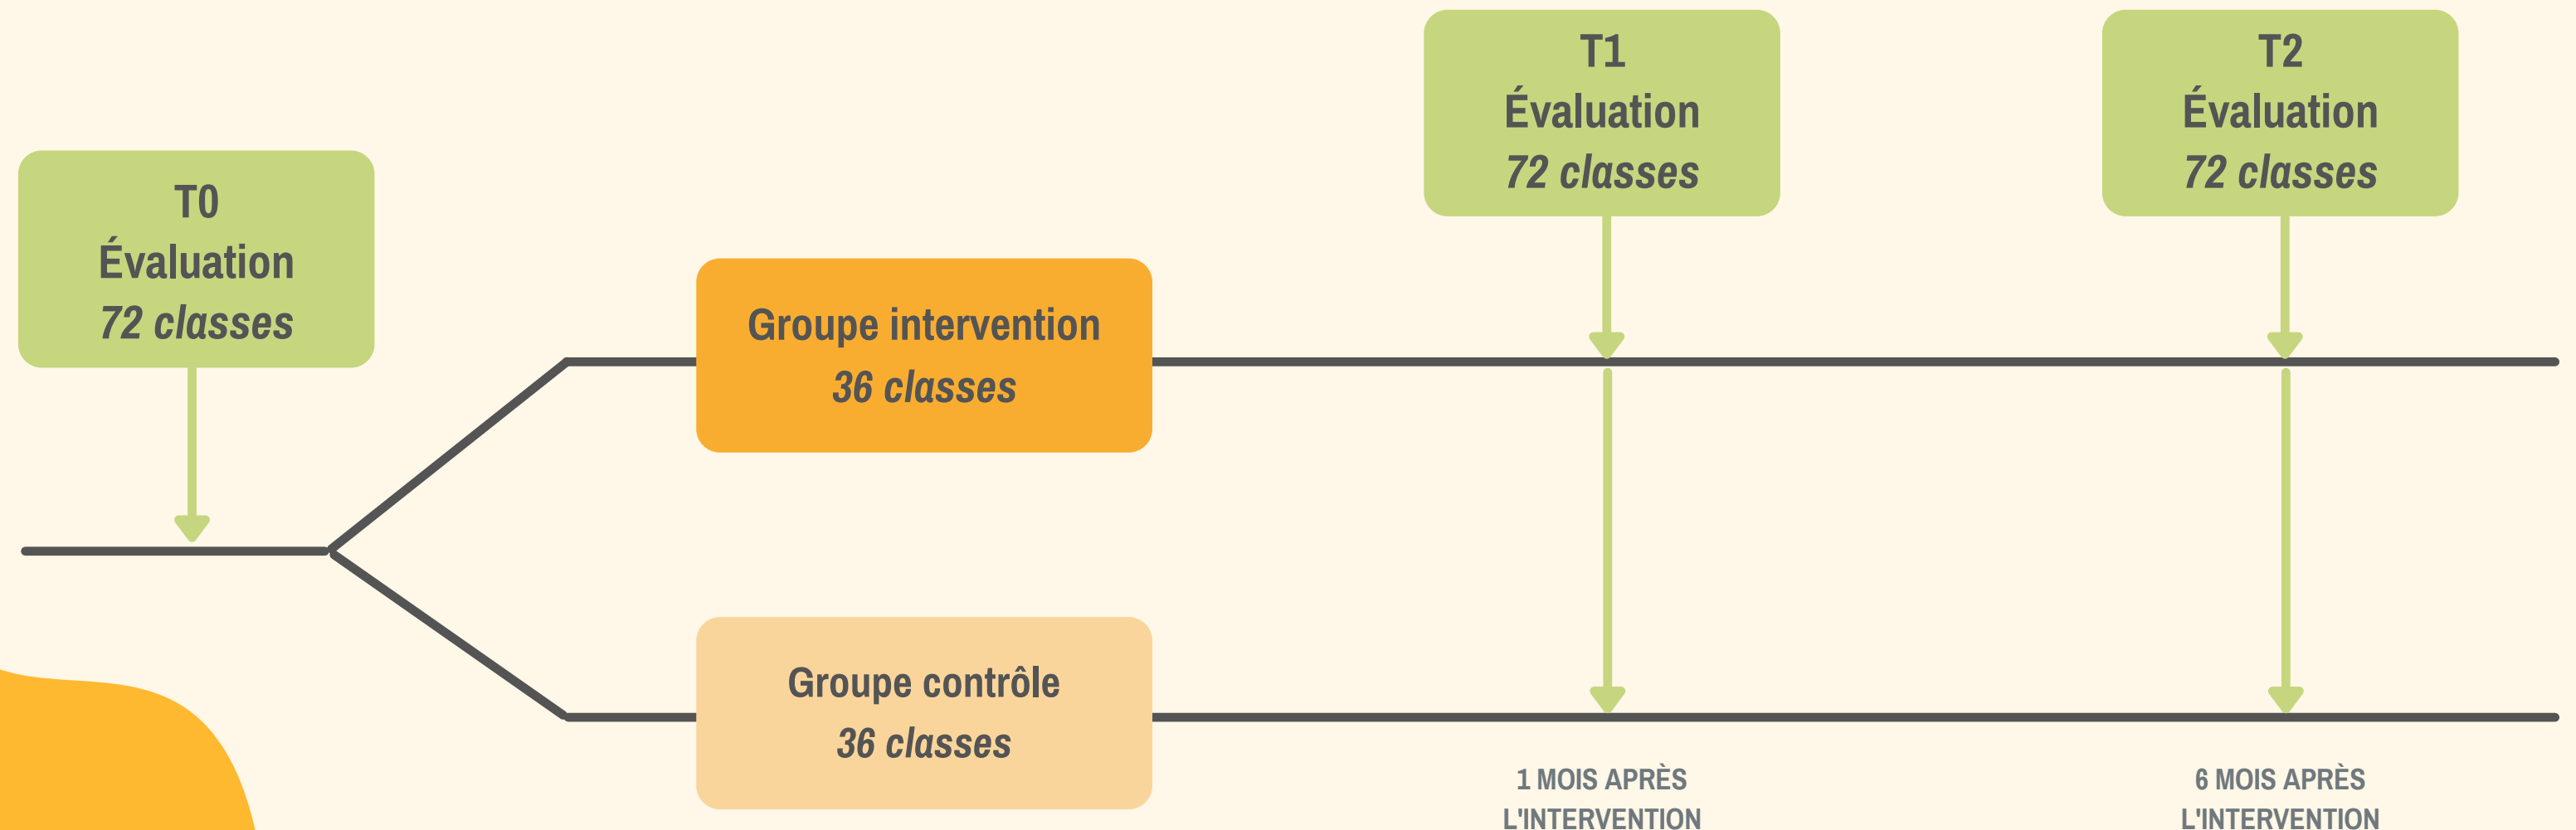 T0
Évaluation
72 classes
Groupe intervention
36 classes
Groupe contrôle
36 classes
T1
Évaluation
72 classes
1 MOIS APRÈS
L'INTERVENTION
T2
Évaluation
72 classes
6 MOIS APRÈS
L'INTERVENTION